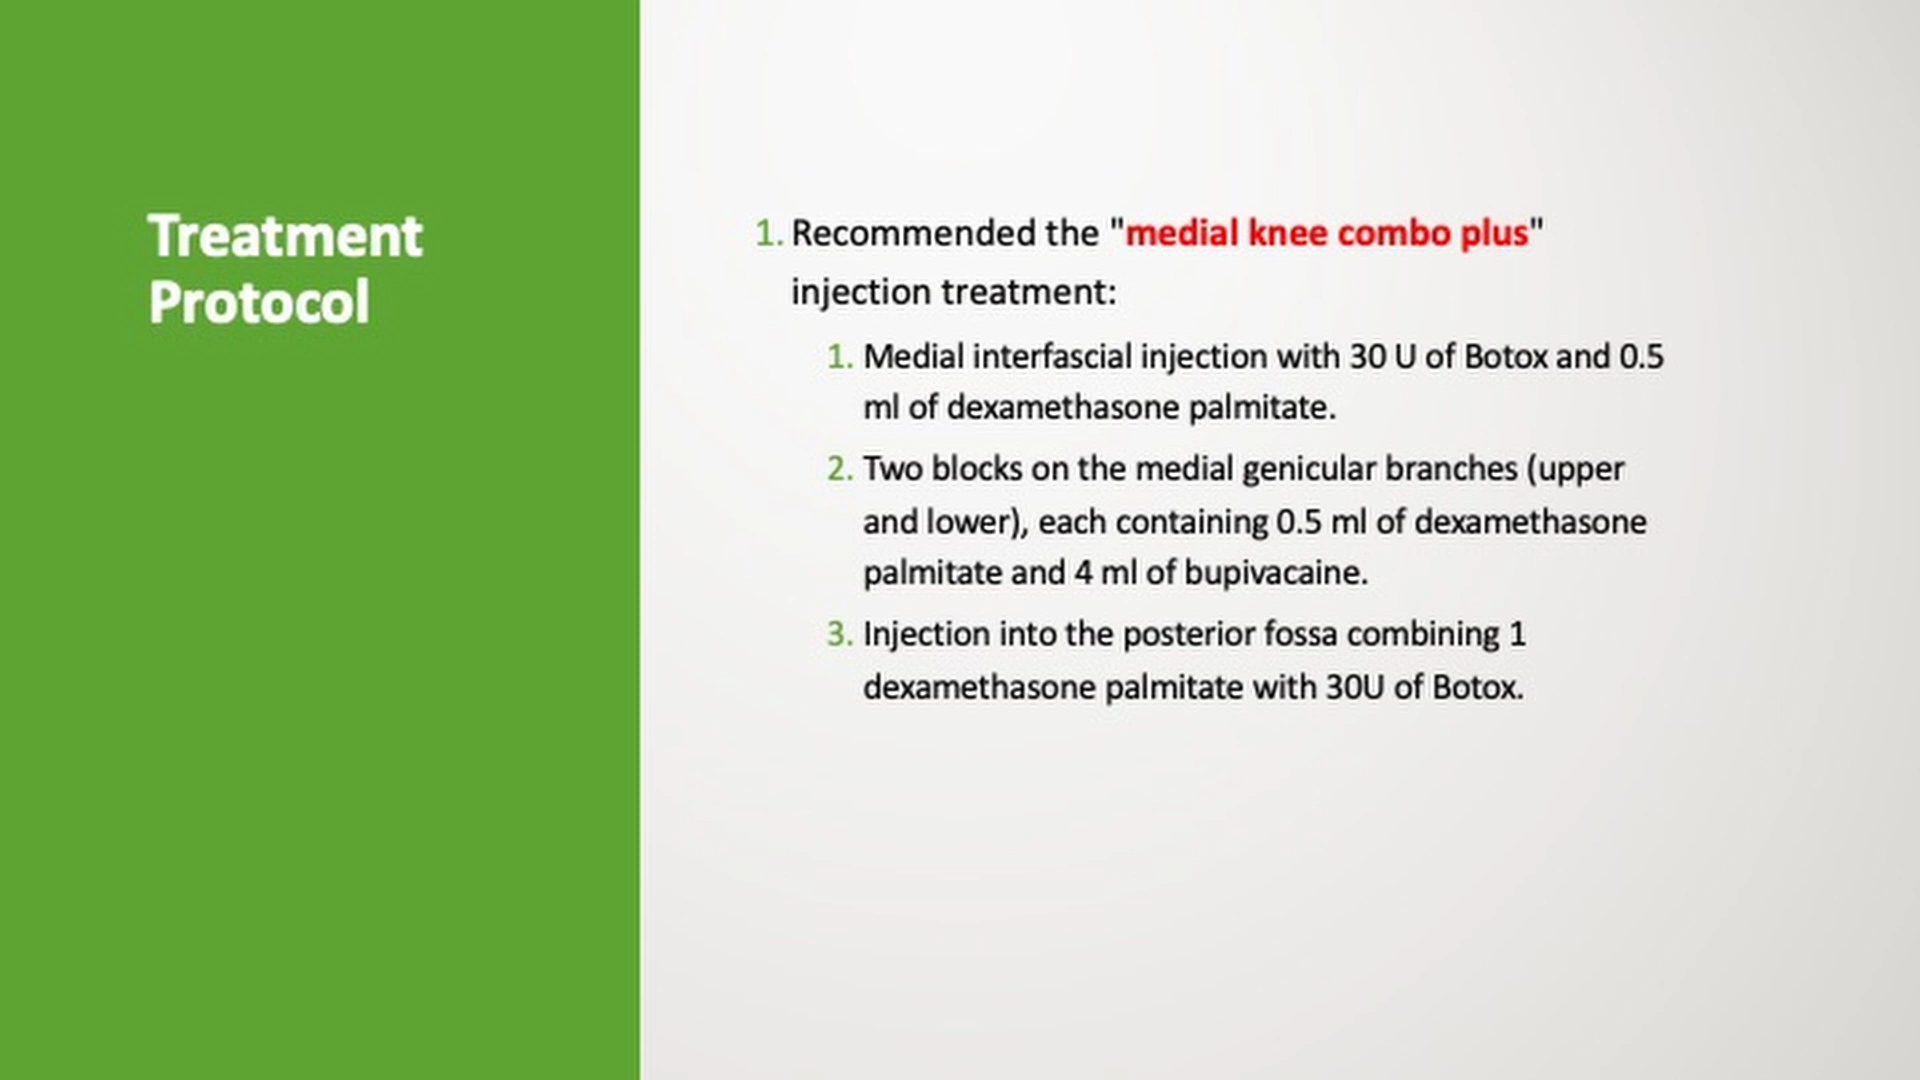 Treatment
Protocol
1. Recommended the "medial knee combo plus"
injection treatment:
1. Medial interfascial injection with 30 U of Botox and 0.5
ml of dexamethasone palmitate.
2. Two blocks on the medial genicular branches (upper
and lower), each containing 0.5 ml of dexamethasone
palmitate and 4 ml of bupivacaine.
3. Injection into the posterior fossa combining 1
dexamethasone palmitate with 30U of Botox.